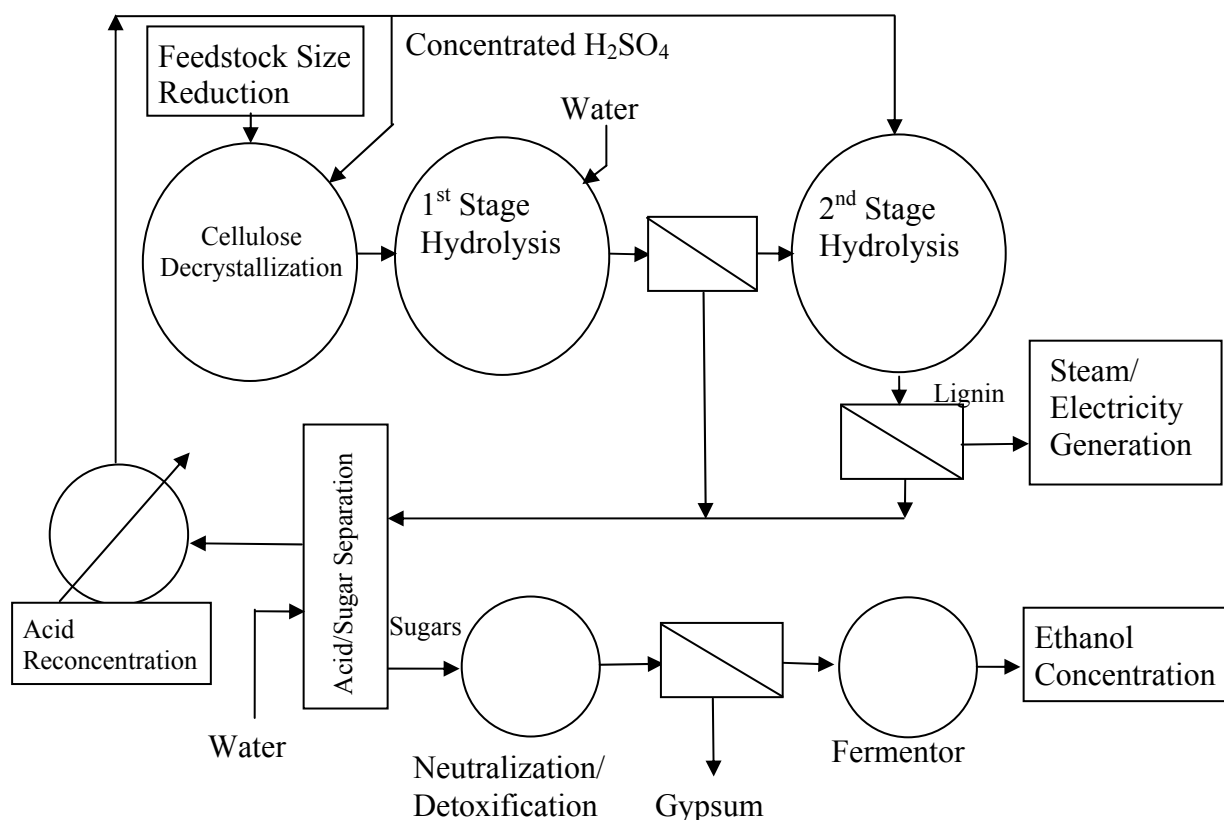 Concentrated H₂SO₄
Feedstock Size
Reduction
Water
Cellulose
Decrystallization
1ˢᵗ Stage
Hydrolysis
2ⁿᵈ Stage
Hydrolysis
Lignin
Steam/
Electricity
Generation
Acid/Sugar Separation
Acid
Reconcentration
Water
Sugars
Neutralization/
Detoxification
Gypsum
Fermentor
Ethanol
Concentration